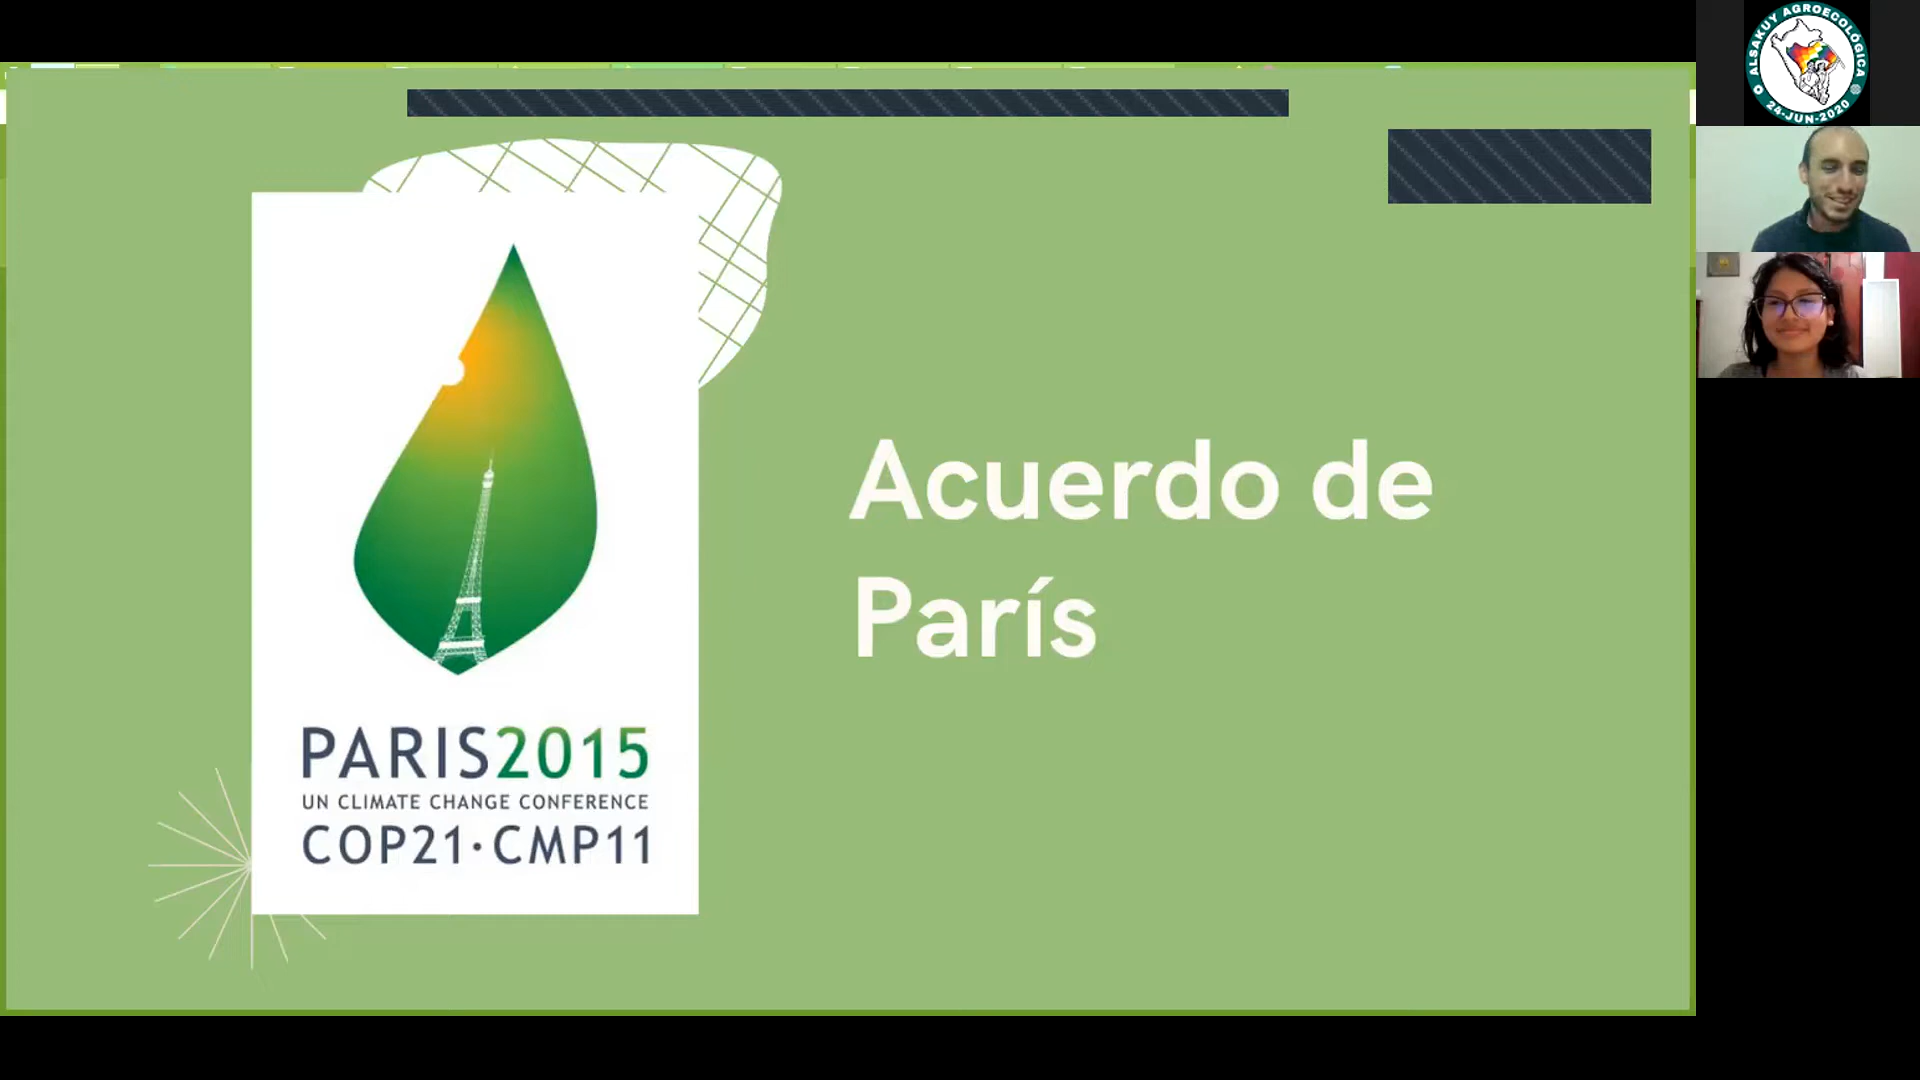 ALSAKUY AGROECOLÓGICA
24-JUN-2020
Acuerdo de
París
PARIS2015
UN CLIMATE CHANGE CONFERENCE
COP21·CMP11